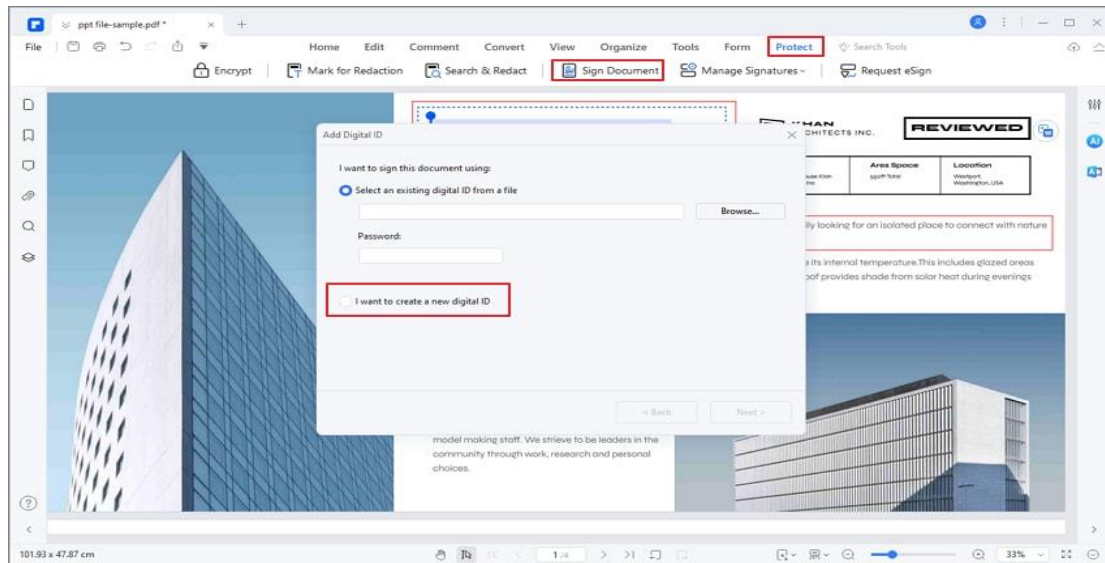 ppt file-sample.pdf *
File Home Edit Comment Convert View Organize Tools Form Protect Search Tools
Encrypt Mark for Redaction Search & Redact Sign Document Manage Signatures Request eSign
KHAN
ARCHITECTS INC.
REVIEWED
Area Space Location
Total Westport,
Inc. Washington, USA
Add Digital ID
I want to sign this document using:
Select an existing digital ID from a file
Browse...
Password:
I want to create a new digital ID
< Back Next >
looking for an isolated place to connect with nature
its internal temperature.This includes glazed areas
provides shade from solar heat during evenings
model making staff. We strieve to be leaders in the
community through work, research and personal
choices.
101.93 x 47.87 cm 1 /4 33%